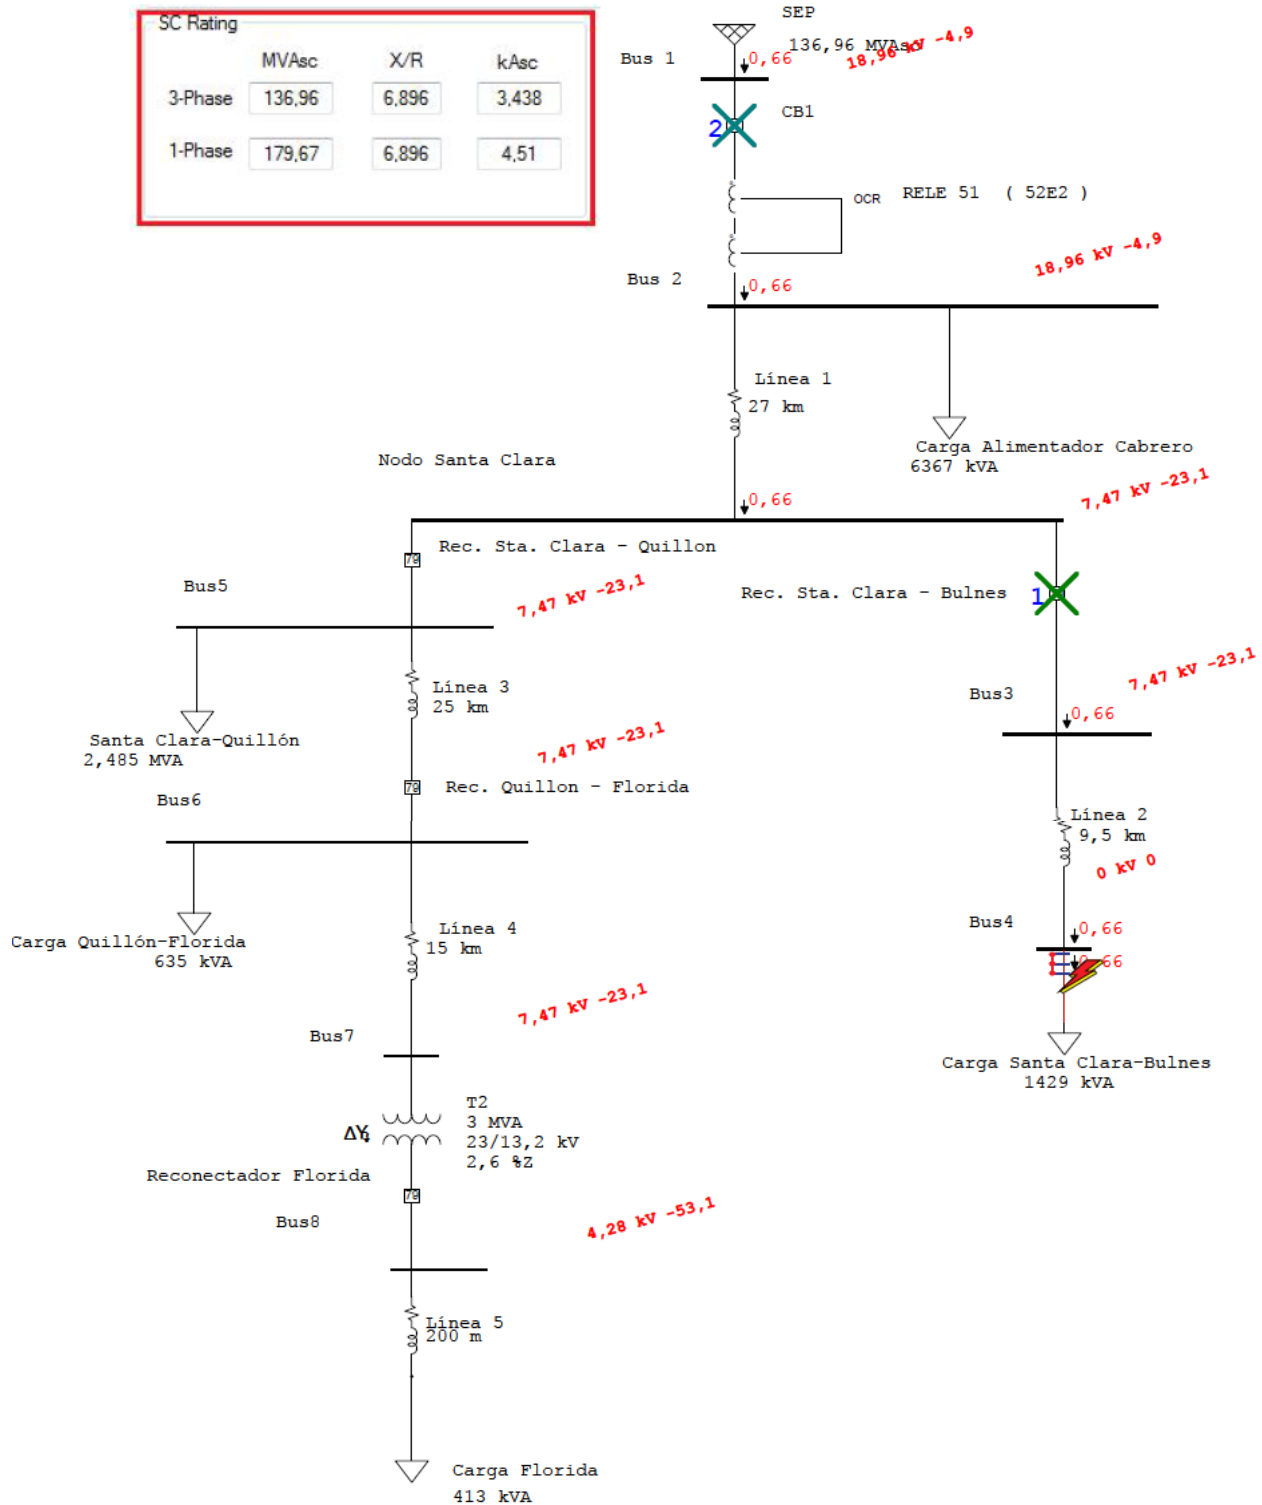 SC Rating
MVAsc X/R kAsc
3-Phase 136,96 6,896 3,438
1-Phase 179,67 6,896 4,51
SEP
136,96 MVAsc
Bus 1
0,66
18,96 kV -4,9
2
CB1
OCR
RELE 51 ( 52E2 )
18,96 kV -4,9
Bus 2
0,66
Línea 1
27 km
Carga Alimentador Cabrero
6367 kVA
Nodo Santa Clara
0,66
7,47 kV -23,1
79
Rec. Sta. Clara - Quillon
Bus5
7,47 kV -23,1
Rec. Sta. Clara - Bulnes
1
7,47 kV -23,1
Línea 3
25 km
Bus3
0,66
Santa Clara-Quillón
2,485 MVA
7,47 kV -23,1
79
Rec. Quillon - Florida
Bus6
Línea 2
9,5 km
0 kV 0
Carga Quillón-Florida
635 kVA
Línea 4
15 km
Bus4
0,66
0,66
7,47 kV -23,1
Bus7
Carga Santa Clara-Bulnes
1429 kVA
T2
3 MVA
23/13,2 kV
2,6 %Z
ΔY
Reconectador Florida
79
Bus8
4,28 kV -53,1
Línea 5
200 m
Carga Florida
413 kVA